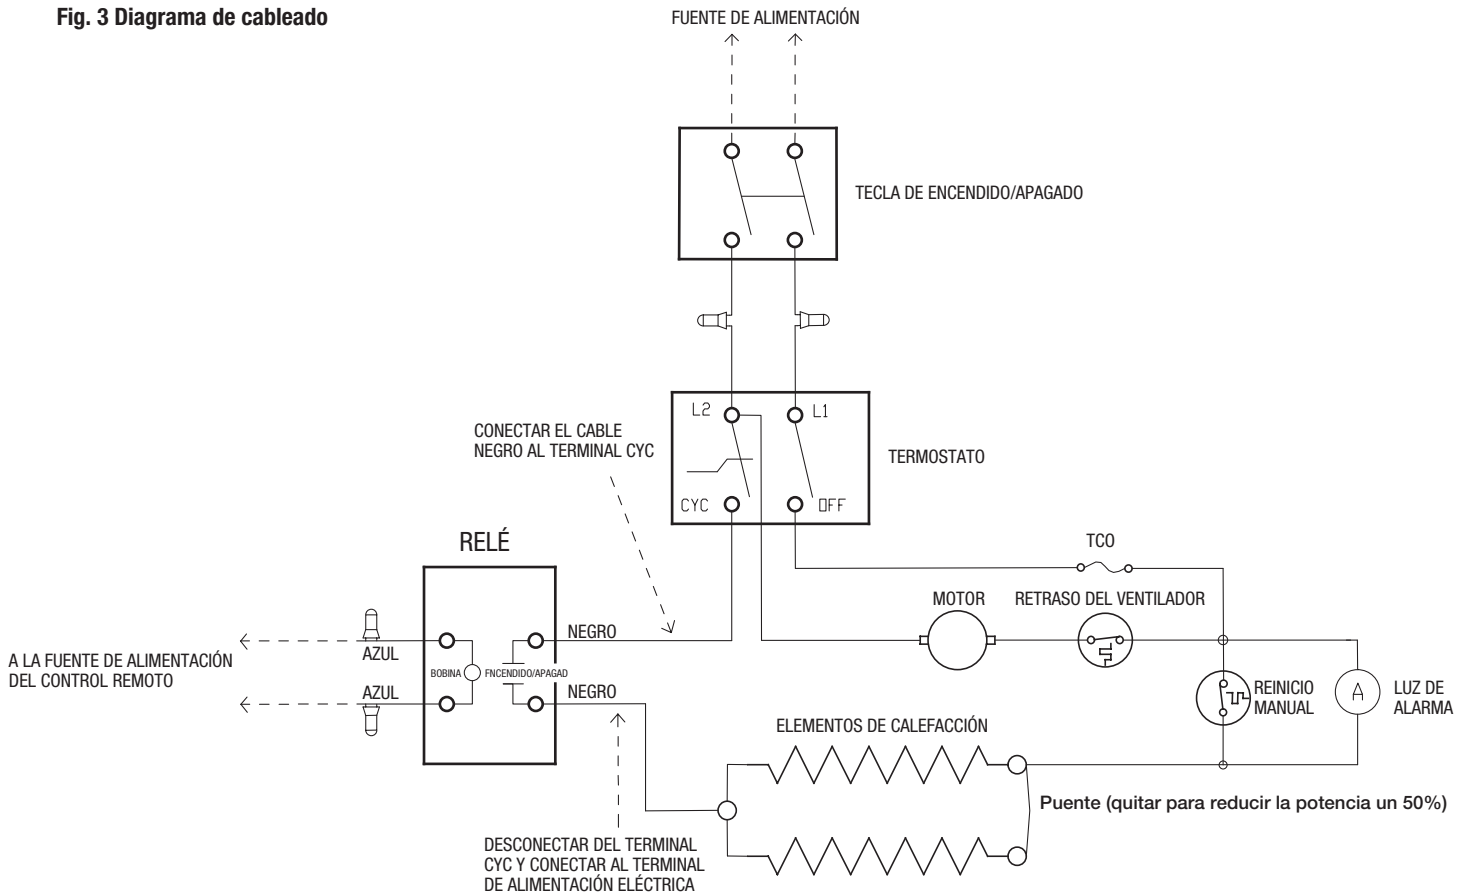 Fig. 3 Diagrama de cableado
FUENTE DE ALIMENTACIÓN
TECLA DE ENCENDIDO/APAGADO
L2
L1
CONECTAR EL CABLE
NEGRO AL TERMINAL CYC
TERMOSTATO
CYC
OFF
RELÉ
TCO
MOTOR
RETRASO DEL VENTILADOR
NEGRO
AZUL
A LA FUENTE DE ALIMENTACIÓN
DEL CONTROL REMOTO
BOBINA
FNCENDIDO/APAGAD
AZUL
NEGRO
REINICIO
MANUAL
A
LUZ DE
ALARMA
ELEMENTOS DE CALEFACCIÓN
Puente (quitar para reducir la potencia un 50%)
DESCONECTAR DEL TERMINAL
CYC Y CONECTAR AL TERMINAL
DE ALIMENTACIÓN ELÉCTRICA